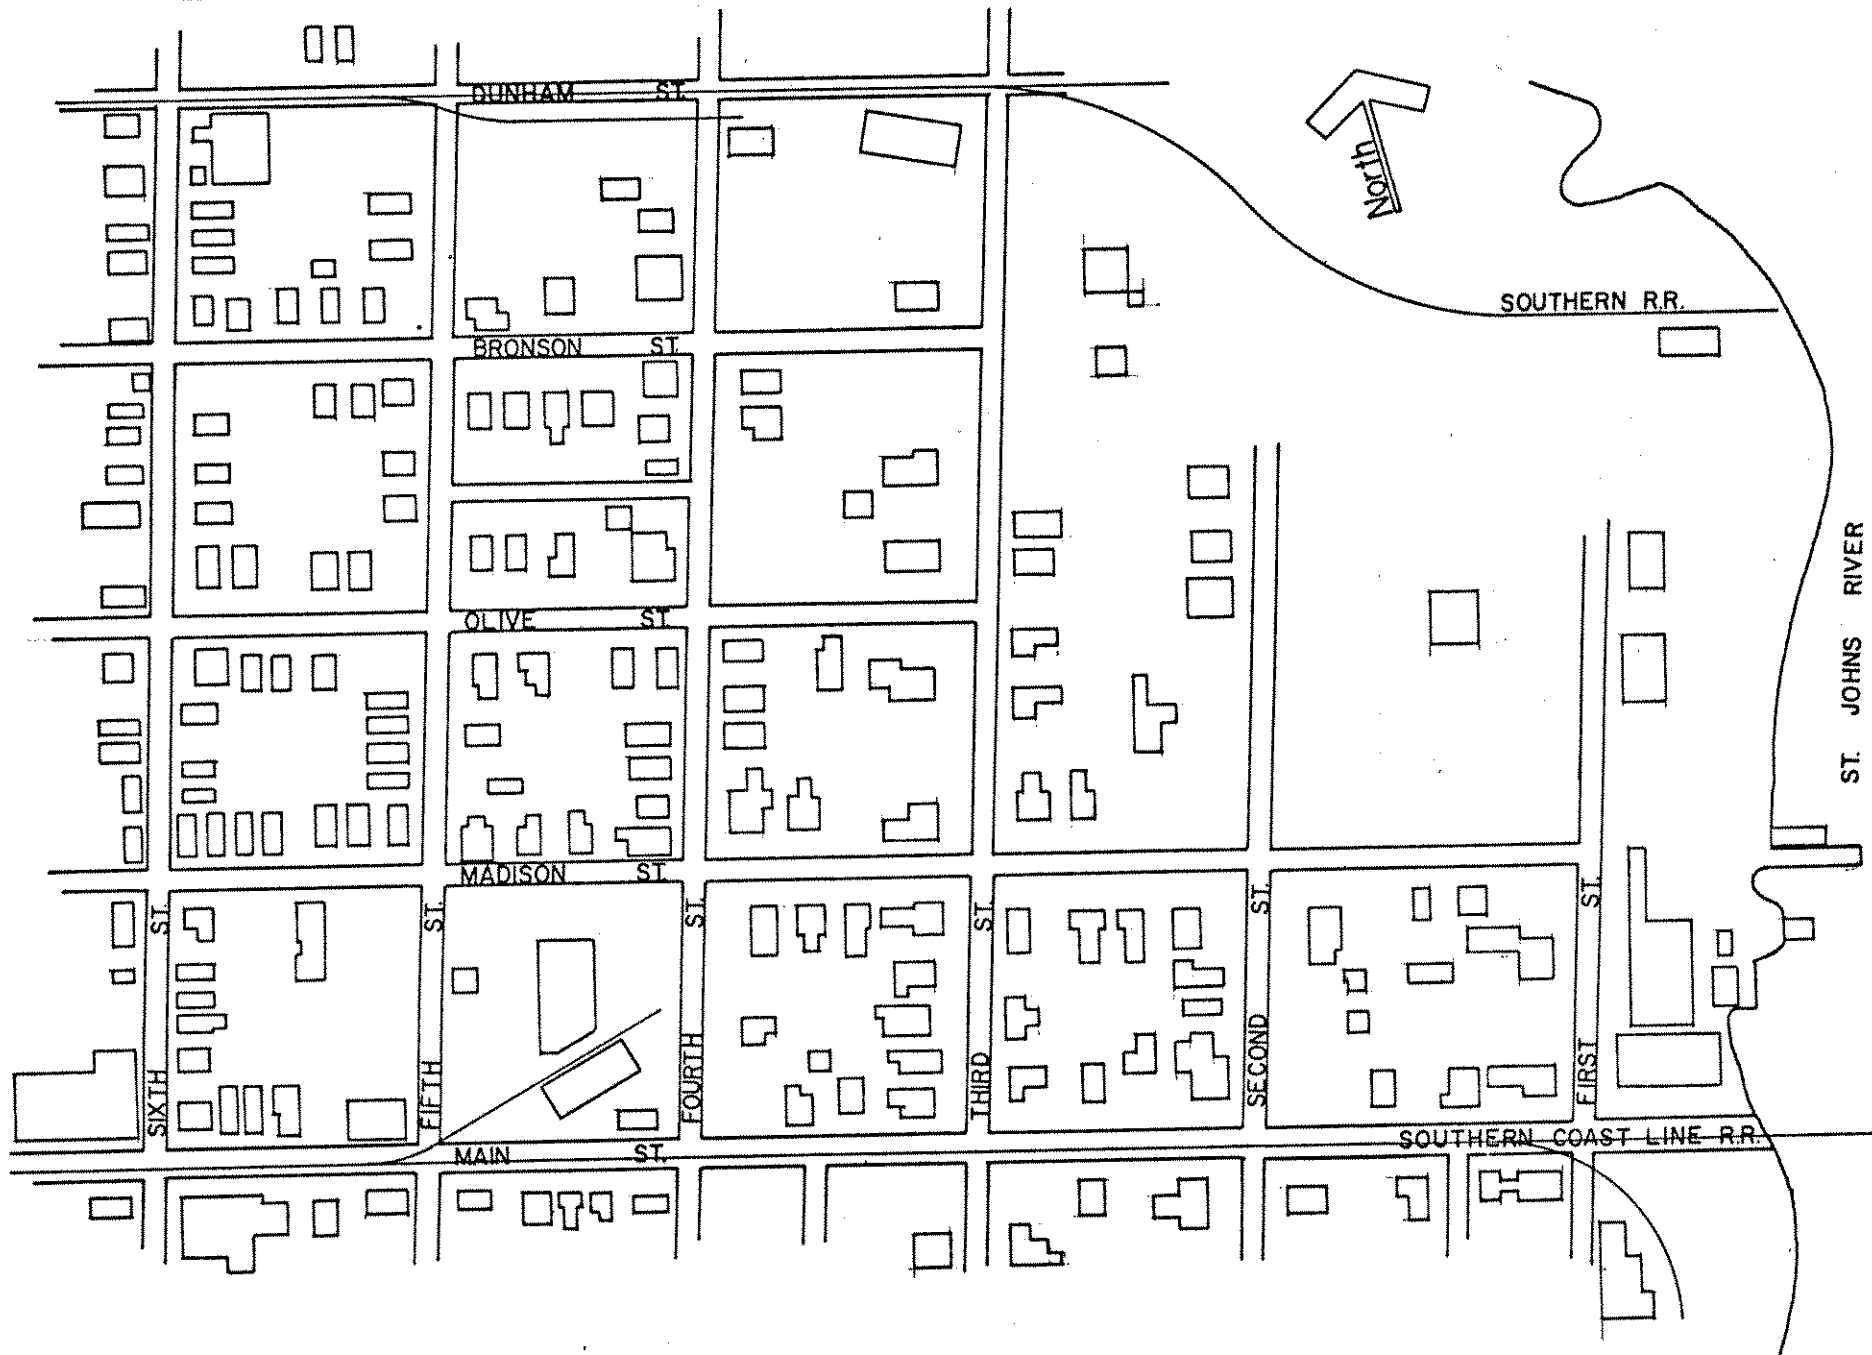 DUNHAM ST.
North
SOUTHERN R.R.
BRONSON ST.
ST. JOHNS RIVER
OLIVE ST.
MADISON ST.
SIXTH ST.
FIFTH ST.
FOURTH ST.
THIRD ST.
SECOND ST.
FIRST ST.
SOUTHERN COAST LINE R.R.
MAIN ST.